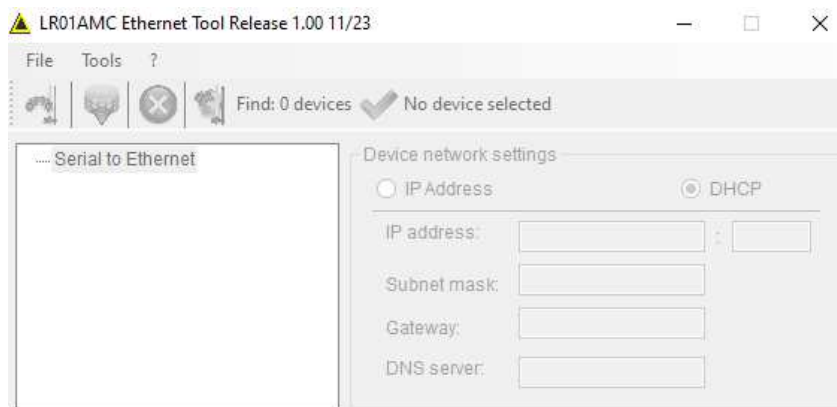 LR01AMC Ethernet Tool Release 1.00 11/23
File Tools ?
Find: 0 devices No device selected
Serial to Ethernet
Device network settings
IP Address DHCP
IP address: :
Subnet mask:
Gateway:
DNS server: